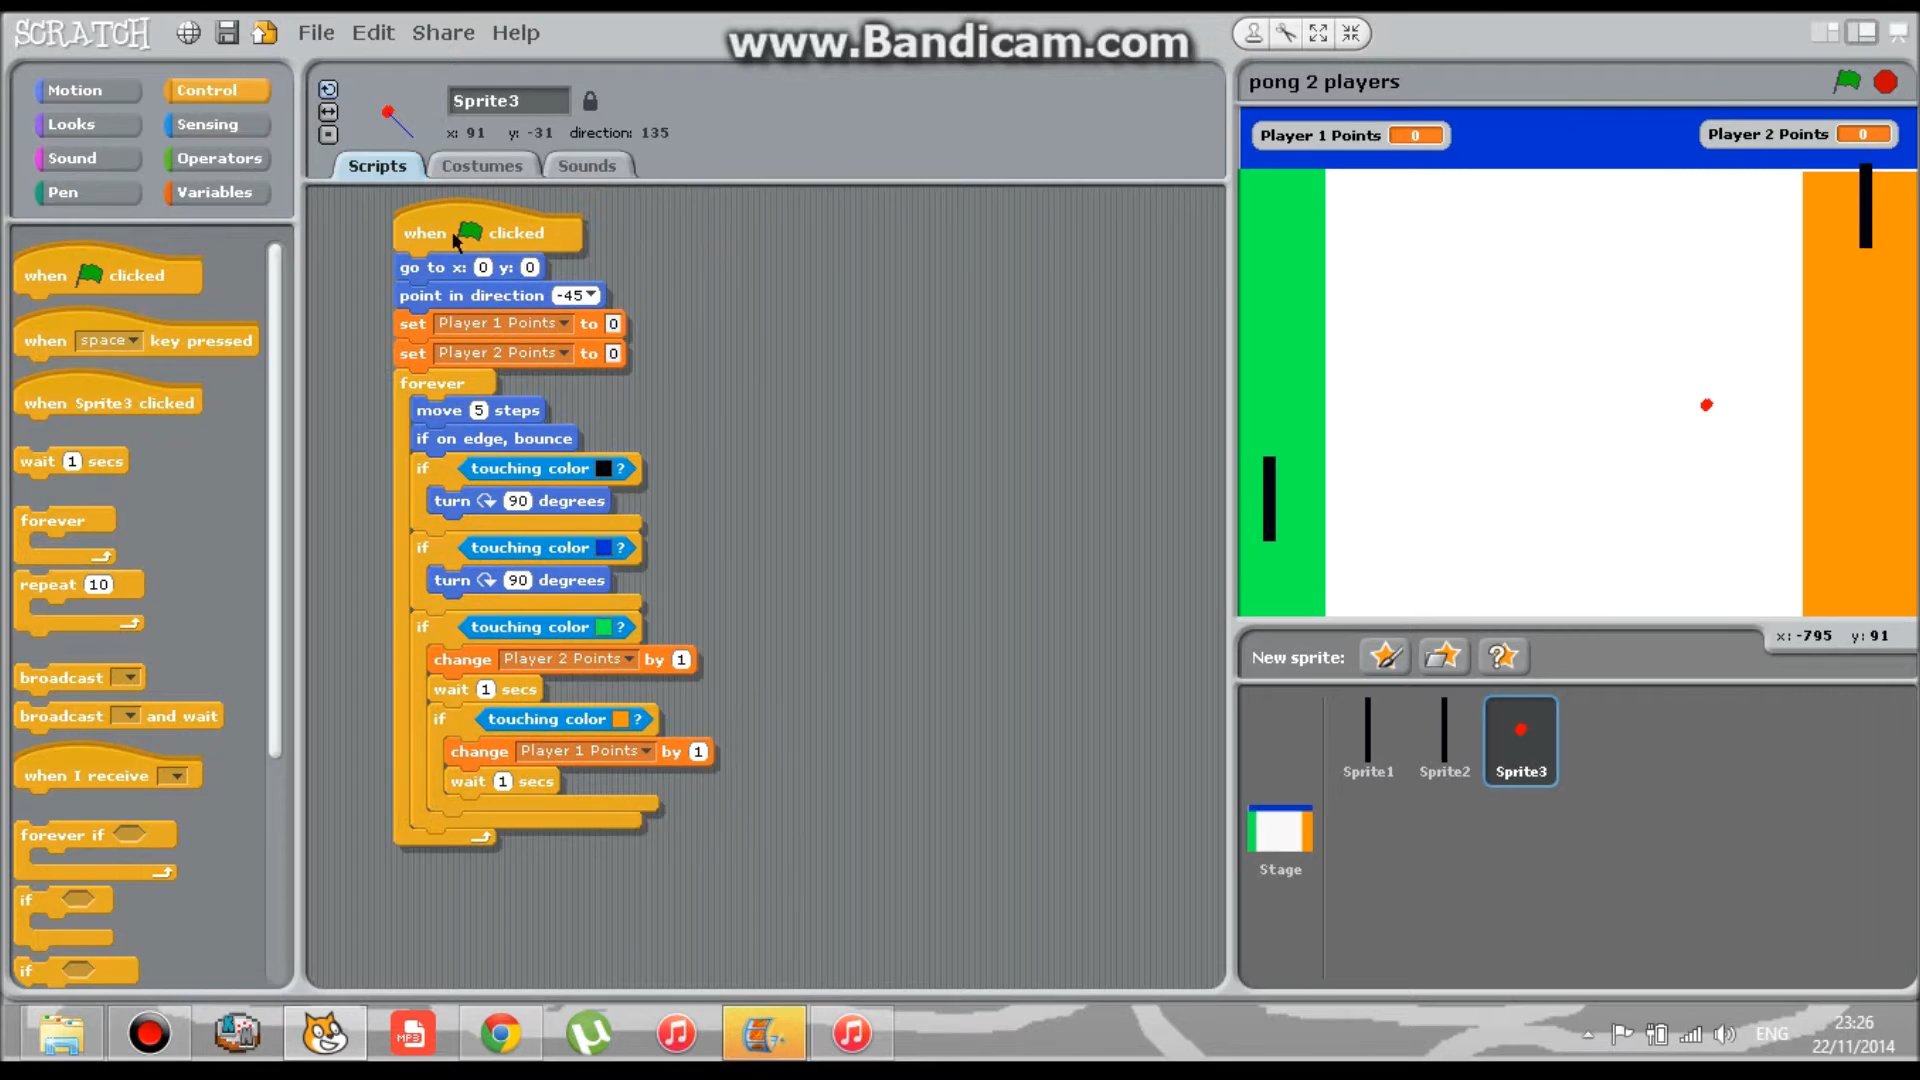 SCRATCH File Edit Share Help
www.Bandicam.com
Motion Control
Looks Sensing
Sound Operators
Pen Variables
when clicked
when space key pressed
when Sprite3 clicked
wait 1 secs
forever
repeat 10
broadcast
broadcast and wait
when I receive
forever if
if
if
Sprite3
x: 91 y: -31 direction: 135
Scripts Costumes Sounds
when clicked
go to x: 0 y: 0
point in direction -45
set Player 1 Points to 0
set Player 2 Points to 0
forever
move 5 steps
if on edge, bounce
if touching color ?
turn 90 degrees
if touching color ?
turn 90 degrees
if touching color ?
change Player 2 Points by 1
wait 1 secs
if touching color ?
change Player 1 Points by 1
wait 1 secs
pong 2 players
Player 1 Points 0
Player 2 Points 0
x: -795 y: 91
New sprite:
Sprite1 Sprite2 Sprite3
Stage
MP3
ENG
23:26
22/11/2014